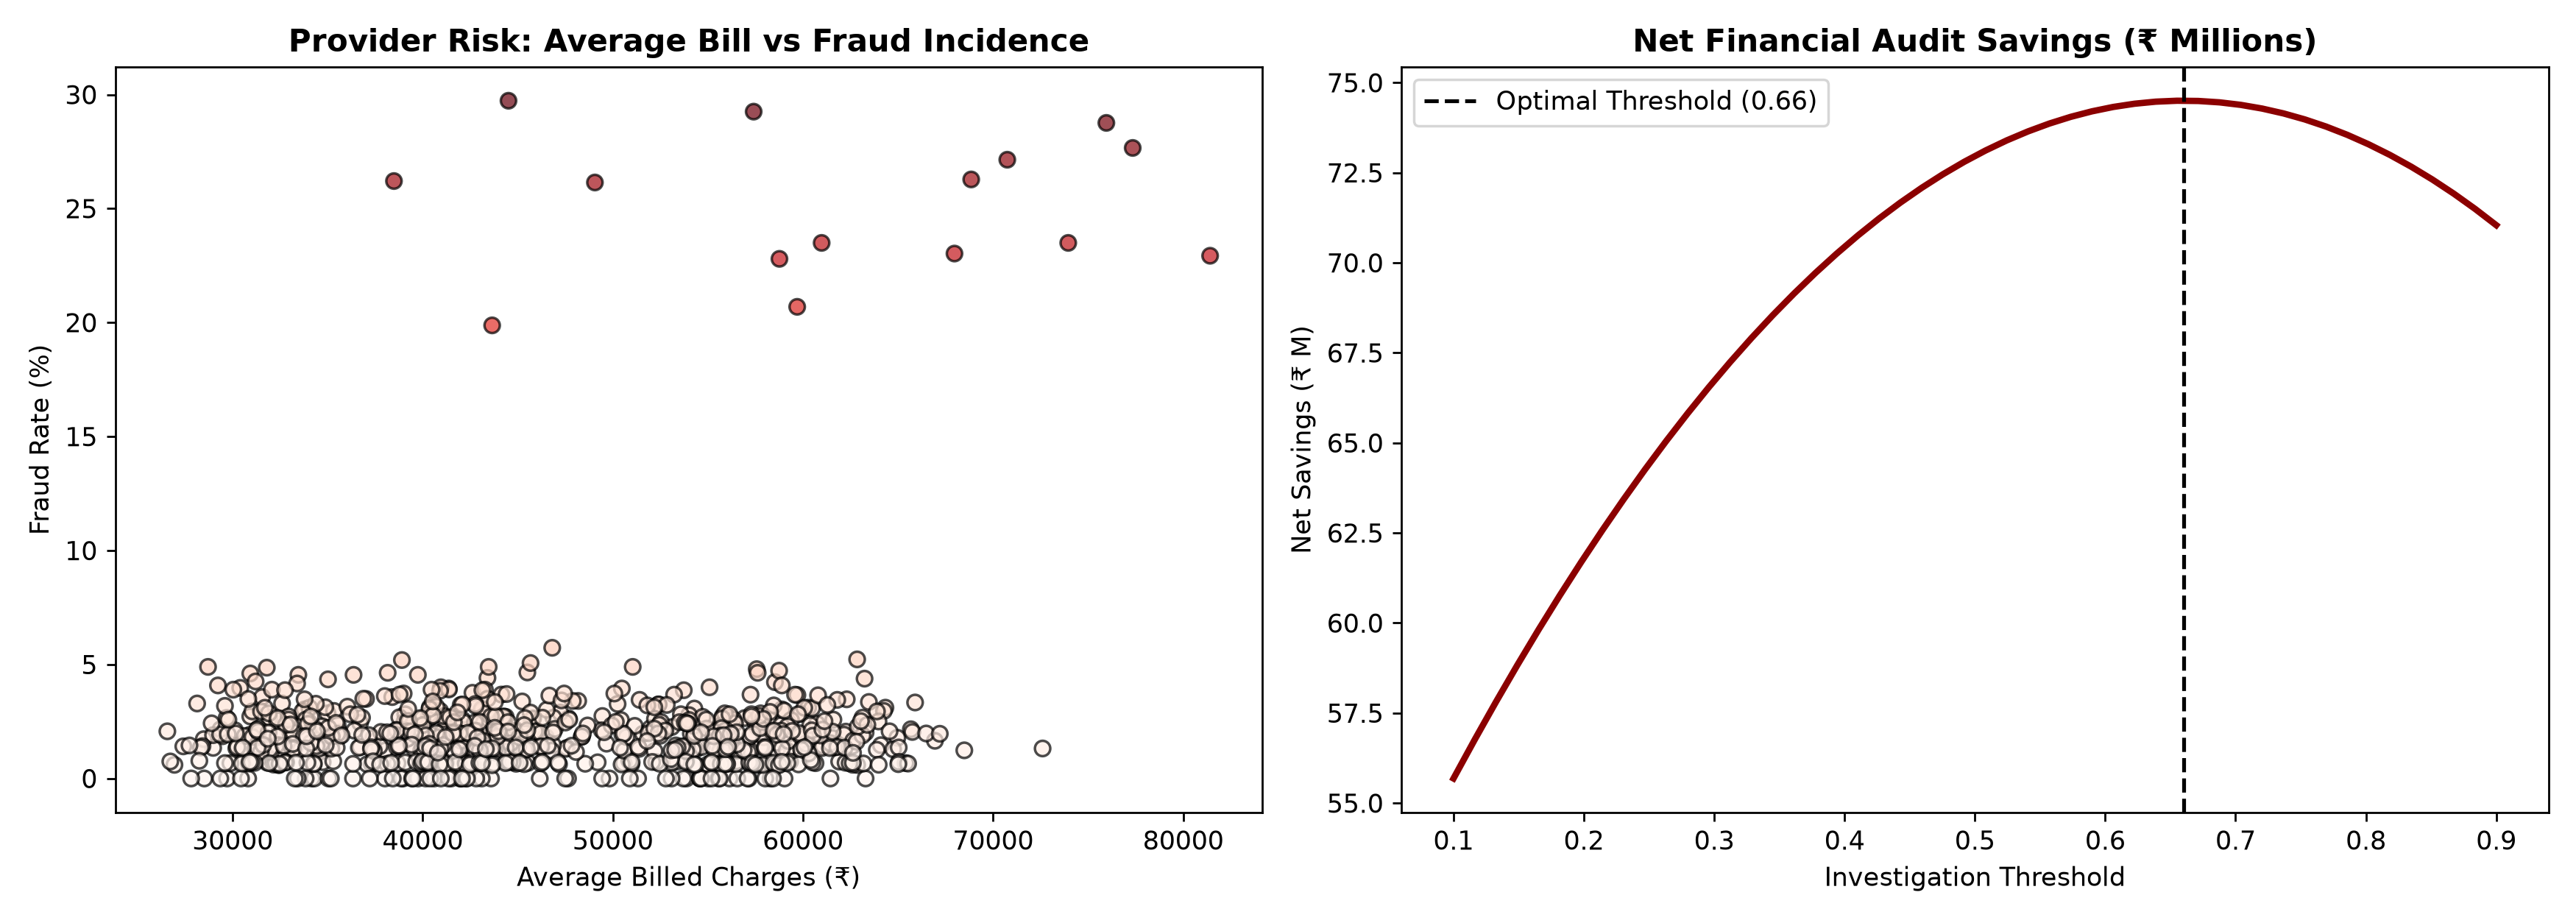 Provider Risk: Average Bill vs Fraud Incidence
30
25
20
15
10
5
0
Fraud Rate (%)
30000 40000 50000 60000 70000 80000
Average Billed Charges (₹)
Net Financial Audit Savings (₹ Millions)
Optimal Threshold (0.66)
75.0
72.5
70.0
67.5
65.0
62.5
60.0
57.5
55.0
Net Savings (₹ M)
0.1 0.2 0.3 0.4 0.5 0.6 0.7 0.8 0.9
Investigation Threshold